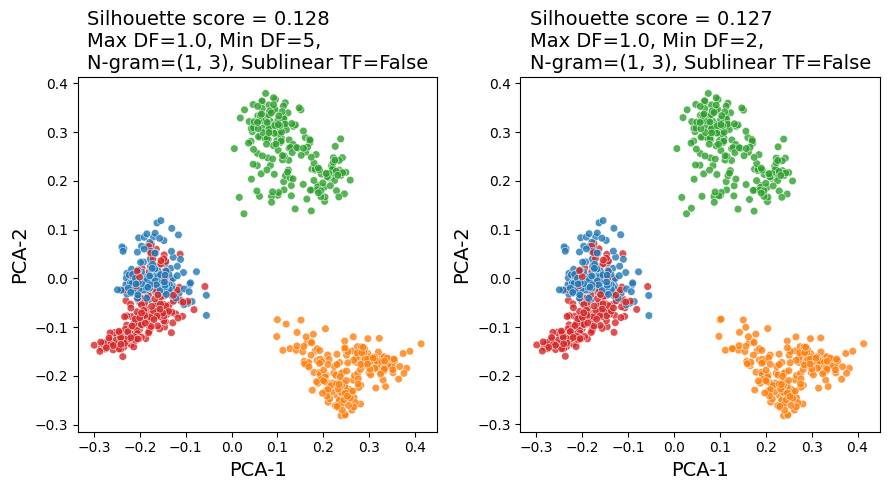 Silhouette score = 0.128
Max DF=1.0, Min DF=5,
N-gram=(1, 3), Sublinear TF=False
0.4
0.3
0.2
0.1
0.0
−0.1
−0.2
−0.3
PCA-2
−0.3 −0.2 −0.1 0.0 0.1 0.2 0.3 0.4
PCA-1
Silhouette score = 0.127
Max DF=1.0, Min DF=2,
N-gram=(1, 3), Sublinear TF=False
0.4
0.3
0.2
0.1
0.0
−0.1
−0.2
−0.3
PCA-2
−0.3 −0.2 −0.1 0.0 0.1 0.2 0.3 0.4
PCA-1